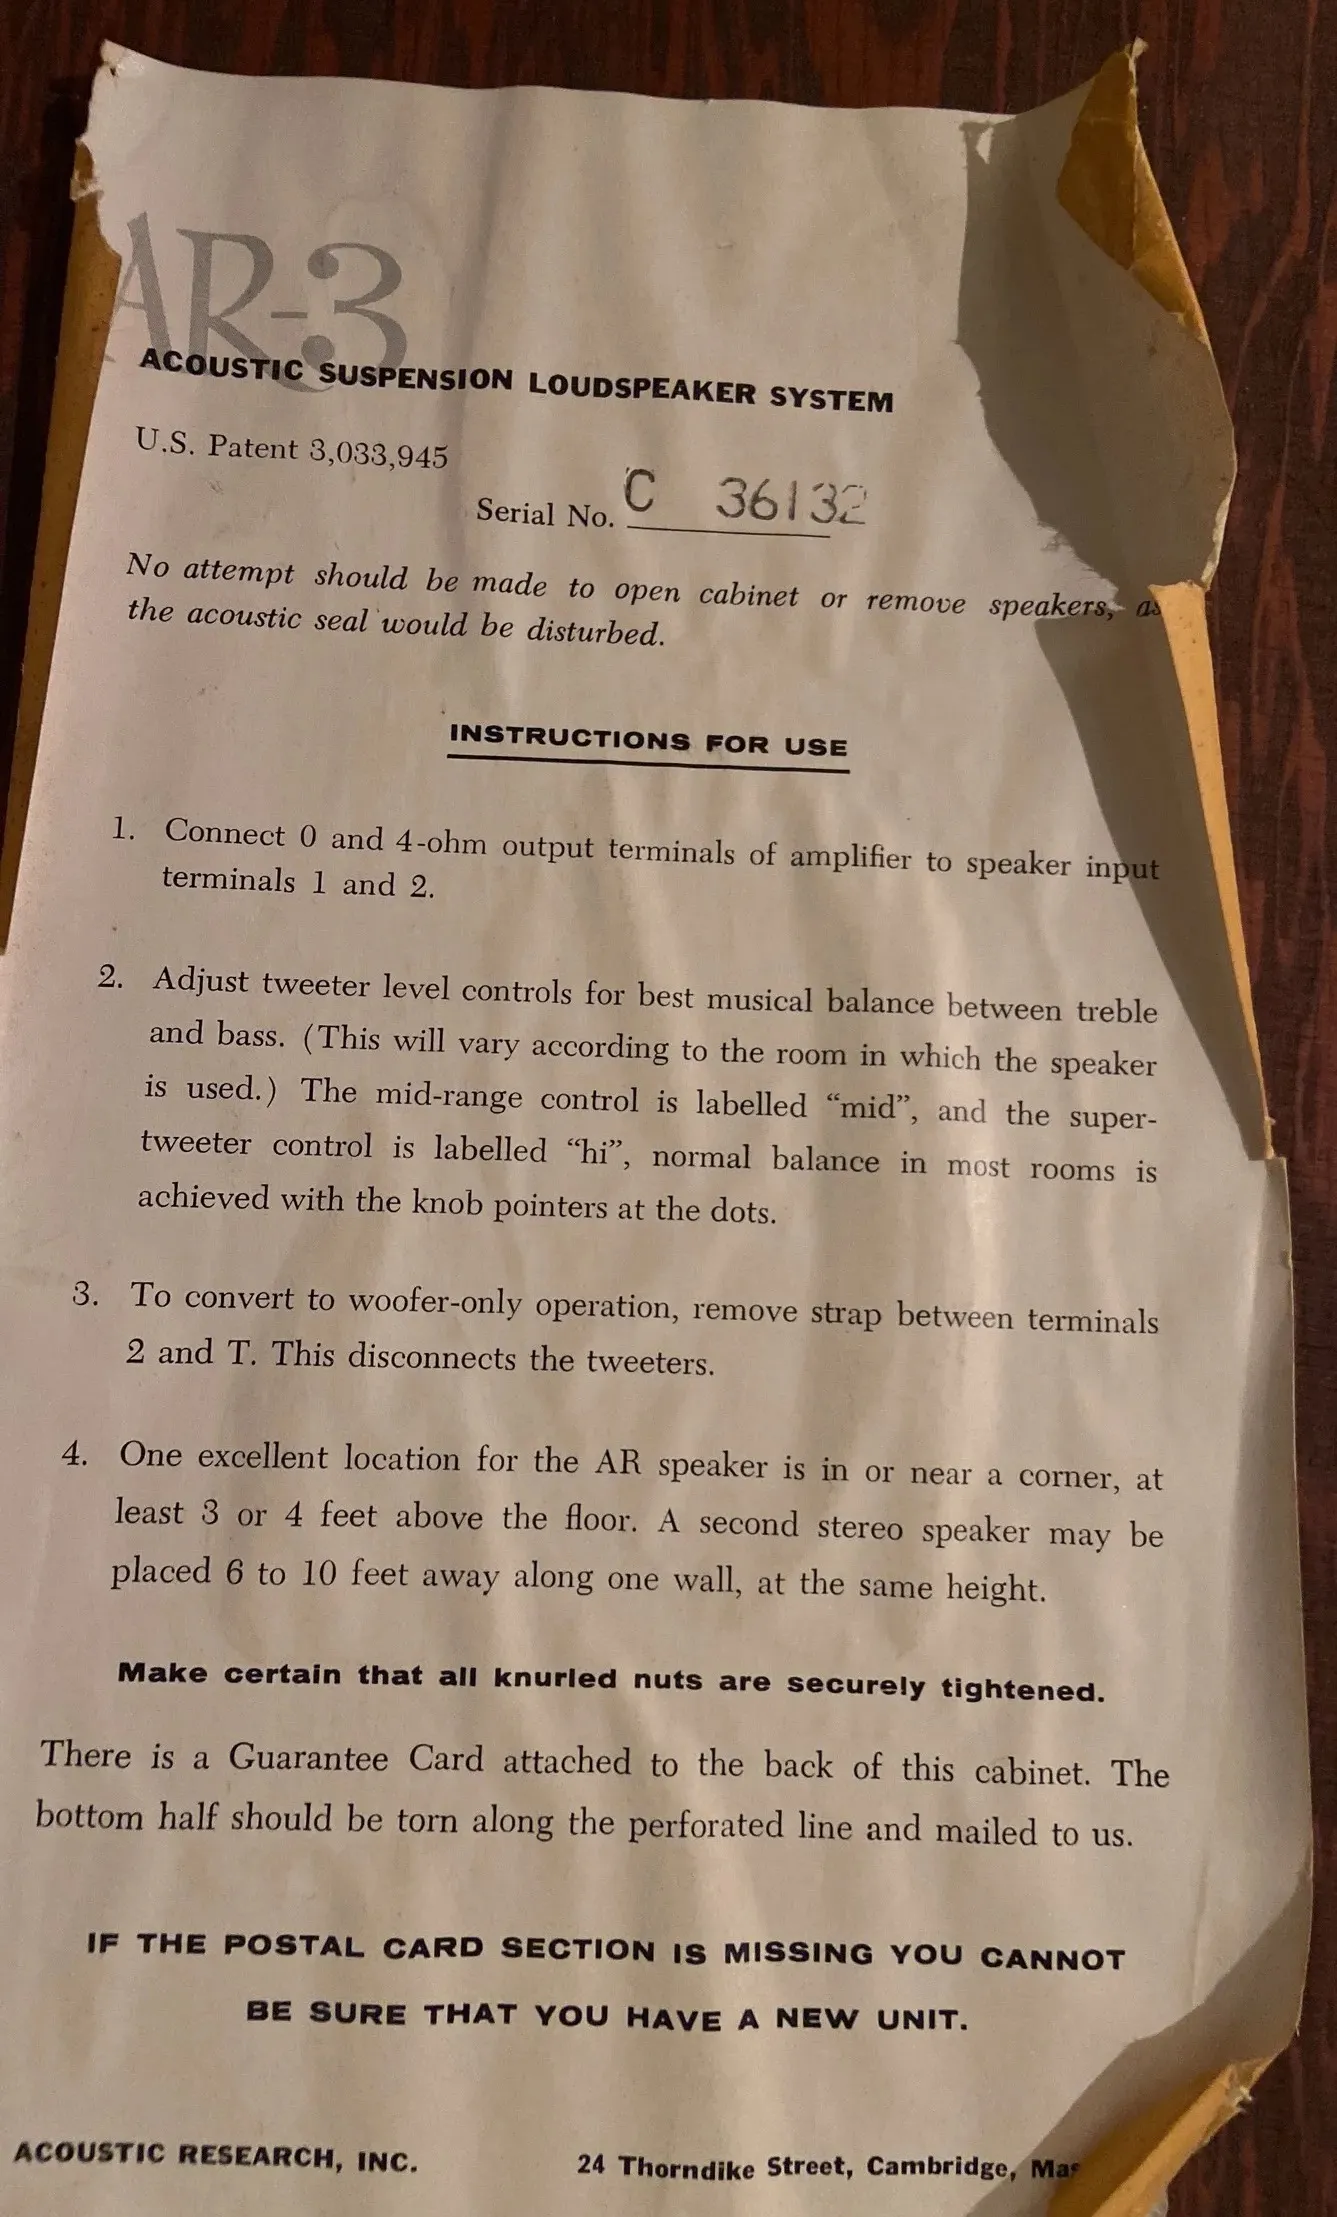 AR-3
ACOUSTIC SUSPENSION LOUDSPEAKER SYSTEM
U.S. Patent 3,033,945
Serial No. C 36132
No attempt should be made to open cabinet or remove speakers, as
the acoustic seal would be disturbed.
INSTRUCTIONS FOR USE
1. Connect 0 and 4-ohm output terminals of amplifier to speaker input
terminals 1 and 2.
2. Adjust tweeter level controls for best musical balance between treble
and bass. (This will vary according to the room in which the speaker
is used.) The mid-range control is labelled “mid”, and the super-
tweeter control is labelled “hi”, normal balance in most rooms is
achieved with the knob pointers at the dots.
3. To convert to woofer-only operation, remove strap between terminals
2 and T. This disconnects the tweeters.
4. One excellent location for the AR speaker is in or near a corner, at
least 3 or 4 feet above the floor. A second stereo speaker may be
placed 6 to 10 feet away along one wall, at the same height.
Make certain that all knurled nuts are securely tightened.
There is a Guarantee Card attached to the back of this cabinet. The
bottom half should be torn along the perforated line and mailed to us.
IF THE POSTAL CARD SECTION IS MISSING YOU CANNOT
BE SURE THAT YOU HAVE A NEW UNIT.
ACOUSTIC RESEARCH, INC. 24 Thorndike Street, Cambridge, Mas